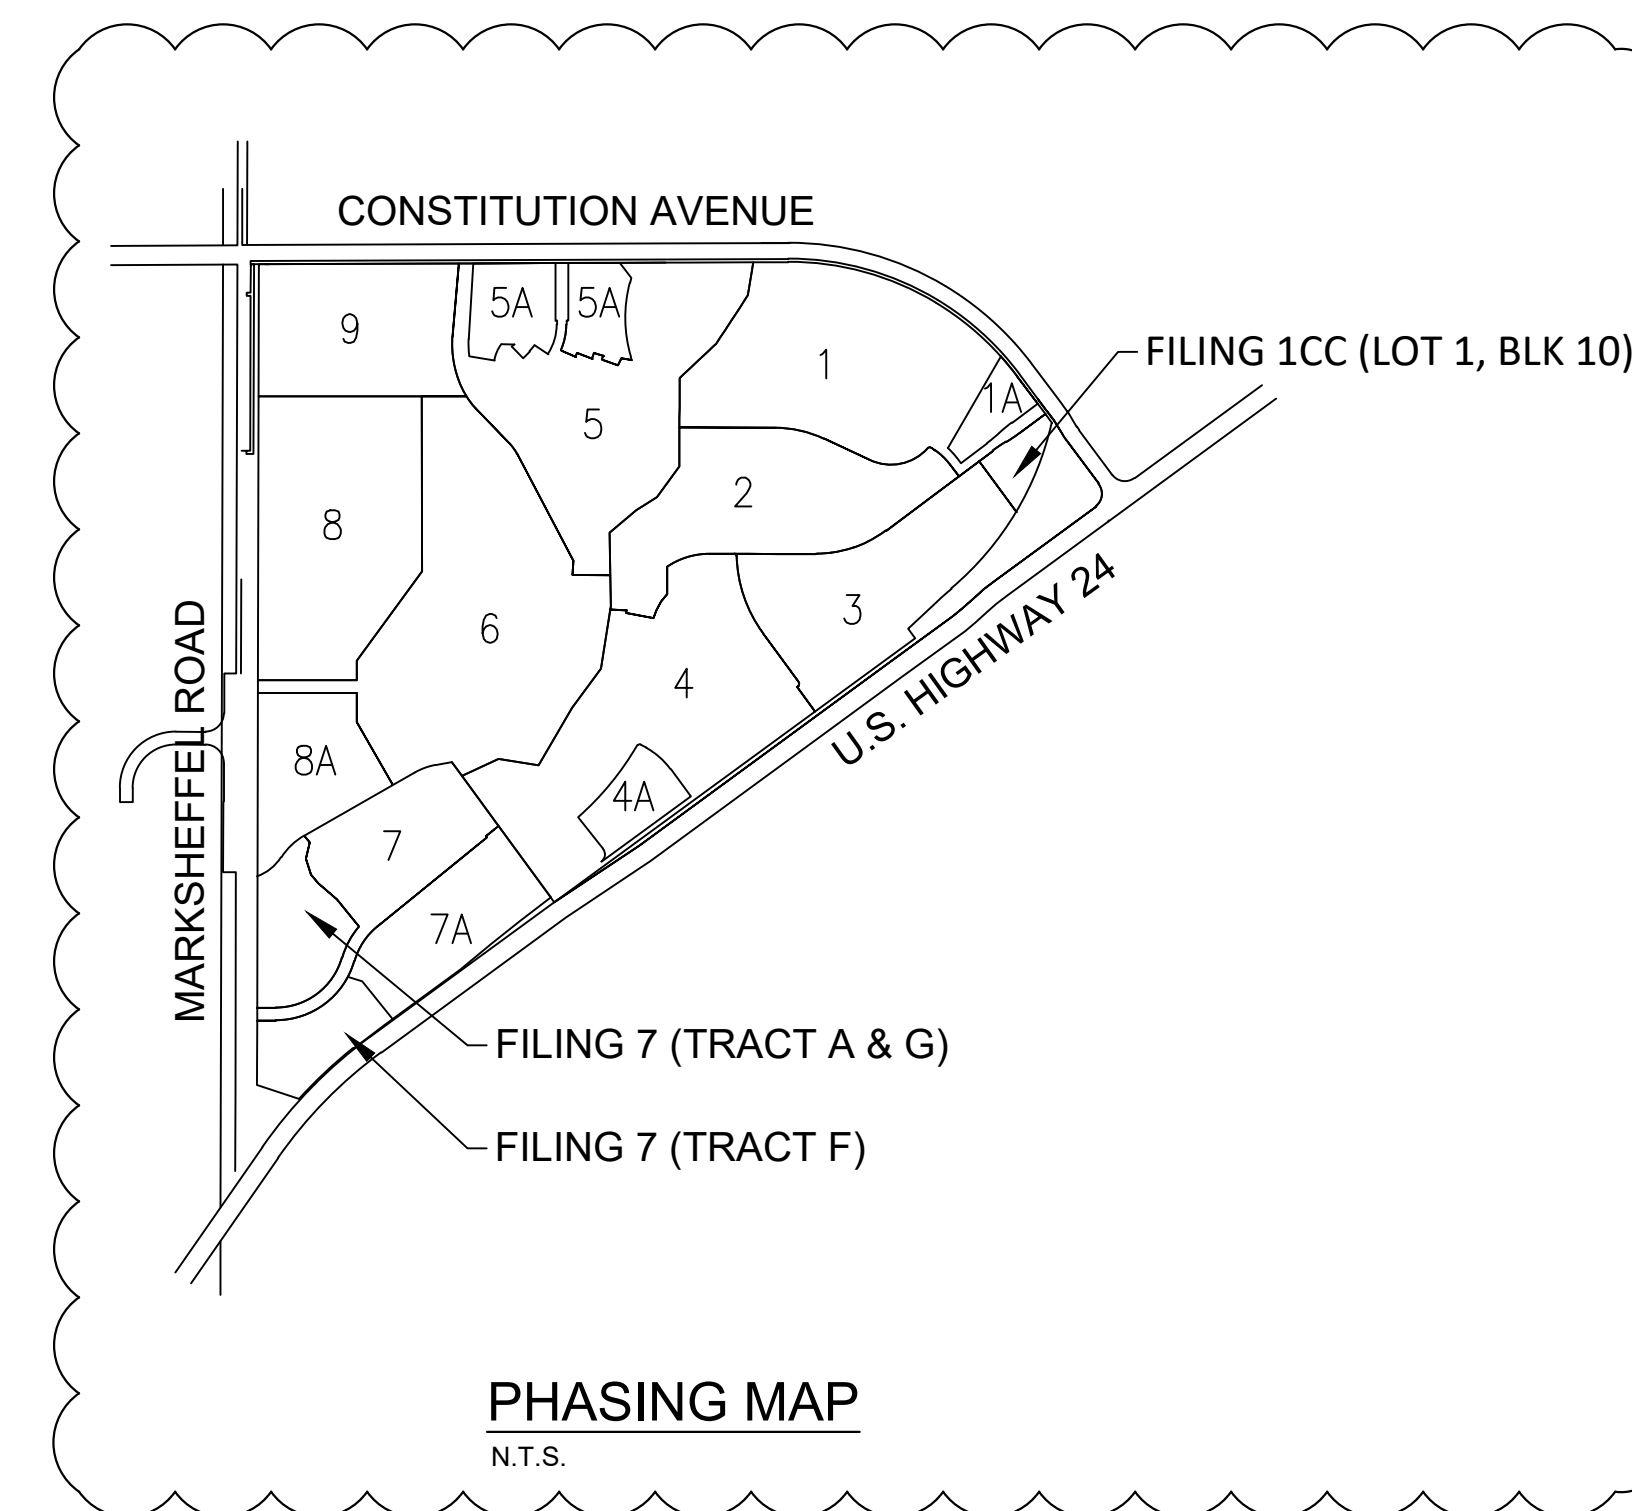 CONSTITUTION AVENUE
5A
5A
9
1
FILING 1CC (LOT 1, BLK 10)
1A
5
2
8
3
6
U.S. HIGHWAY 24
4
MARKSHEFFEL ROAD
8A
4A
7
7A
FILING 7 (TRACT A & G)
FILING 7 (TRACT F)
PHASING MAP
N.T.S.